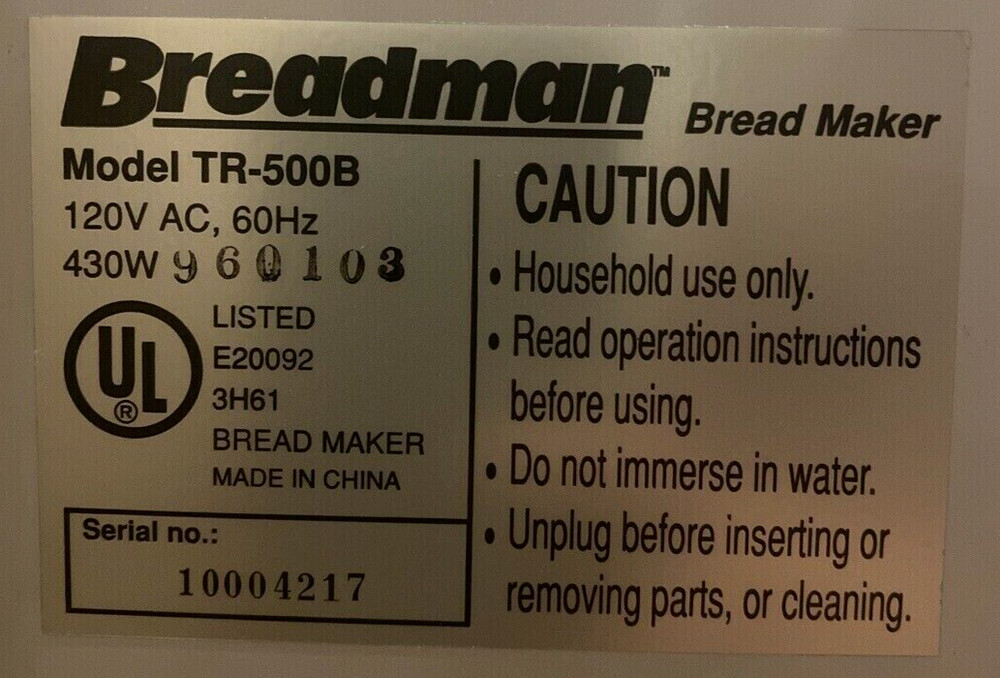 Breadman™ Bread Maker
Model TR-500B
120V AC, 60Hz
430W 960103
UL
®
LISTED
E20092
3H61
BREAD MAKER
MADE IN CHINA
Serial no.:
10004217
CAUTION
• Household use only.
• Read operation instructions
before using.
• Do not immerse in water.
• Unplug before inserting or
removing parts, or cleaning.